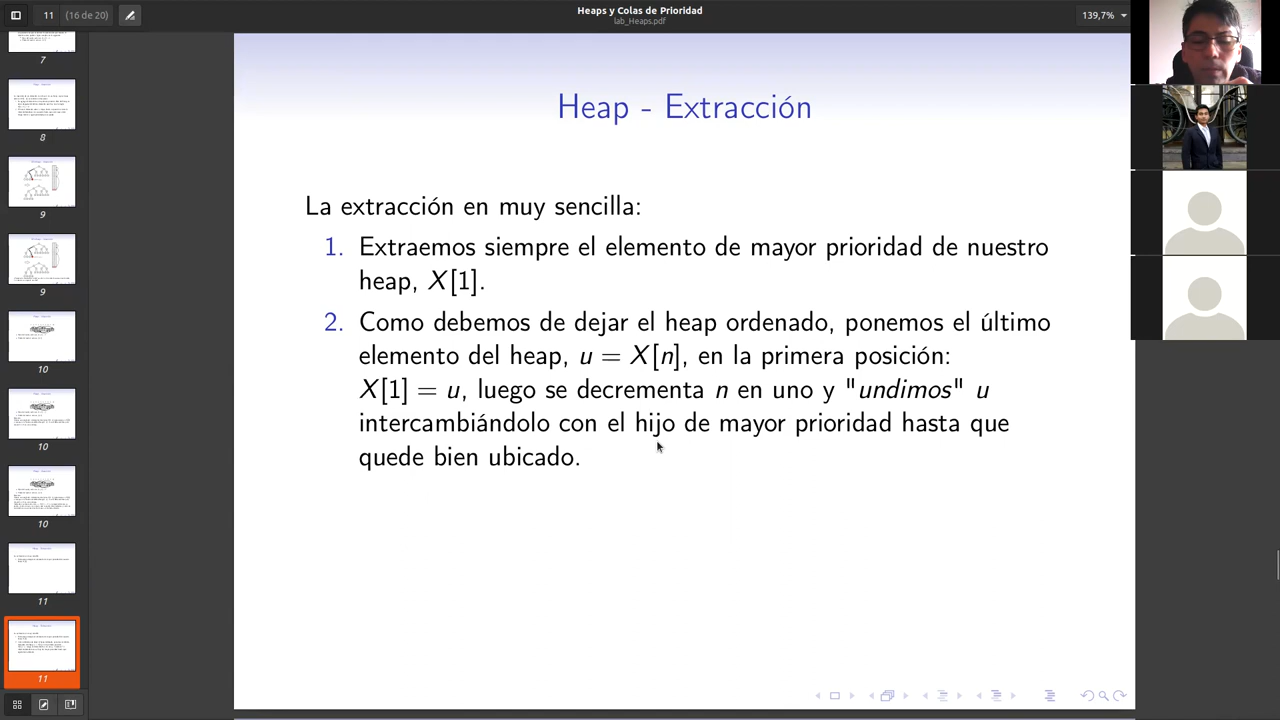 11 (16 de 20)
Heaps y Colas de Prioridad
lab_Heaps.pdf
139,7%
7
8
9
9
10
10
10
11
11
Heap - Extracción
La extracción en muy sencilla:
1. Extraemos siempre el elemento de mayor prioridad de nuestro
heap, X[1].
2. Como debemos de dejar el heap ordenado, ponemos el último
elemento del heap, u = X[n], en la primera posición:
X[1] = u, luego se decrementa n en uno y "undimos" u
intercambiándolo con el hijo de mayor prioridad hasta que
quede bien ubicado.